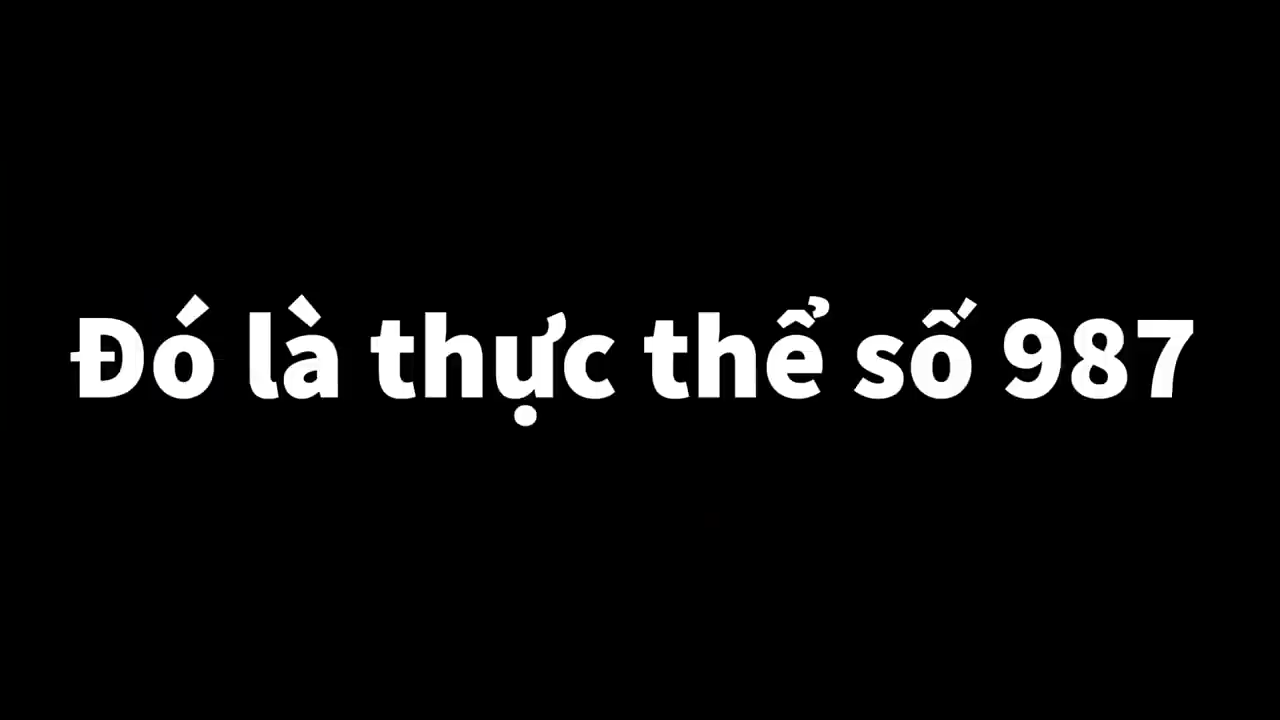 Đó là thực thể số 987